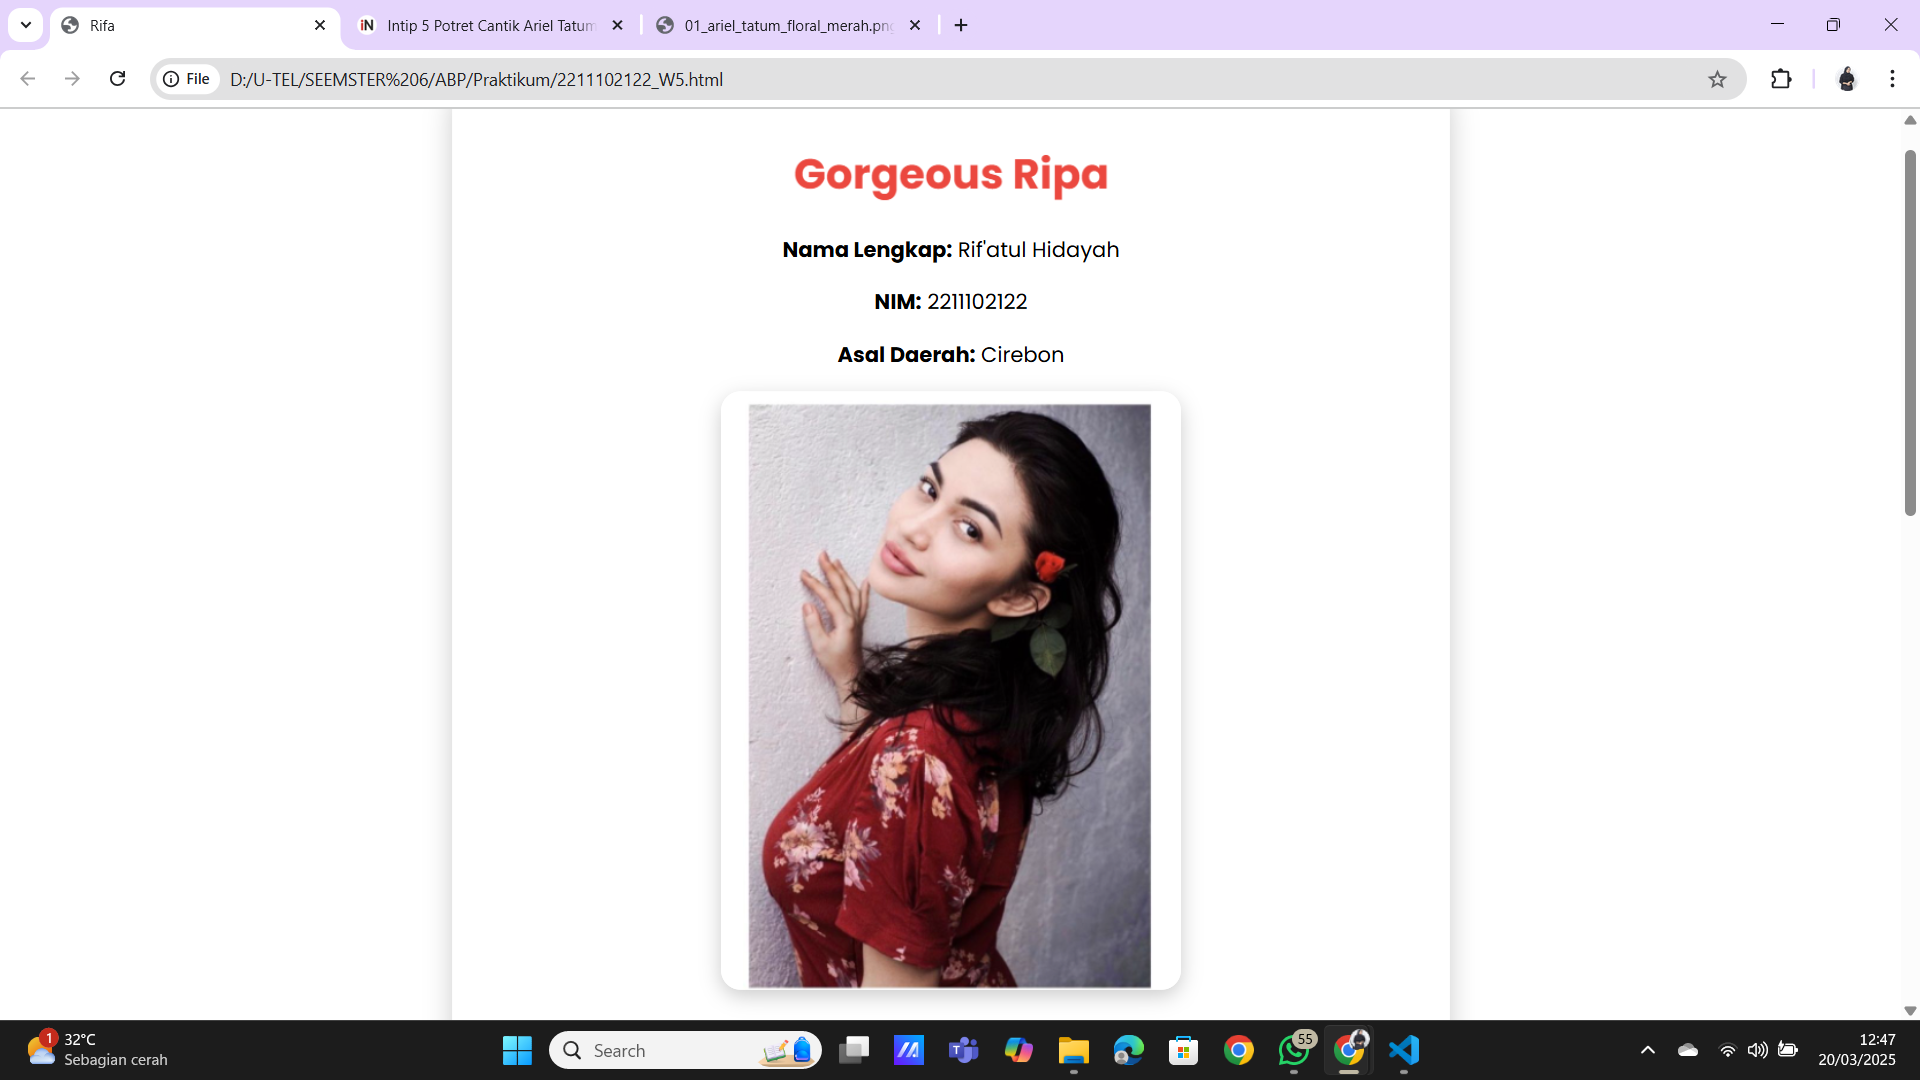 Rifa
iN Intip 5 Potret Cantik Ariel Tatum
01_ariel_tatum_floral_merah.png
File D:/U-TEL/SEEMSTER%206/ABP/Praktikum/2211102122_W5.html
Gorgeous Ripa
Nama Lengkap: Rif'atul Hidayah
NIM: 2211102122
Asal Daerah: Cirebon
1
32°C
Sebagian cerah
Search
55
12:47
20/03/2025